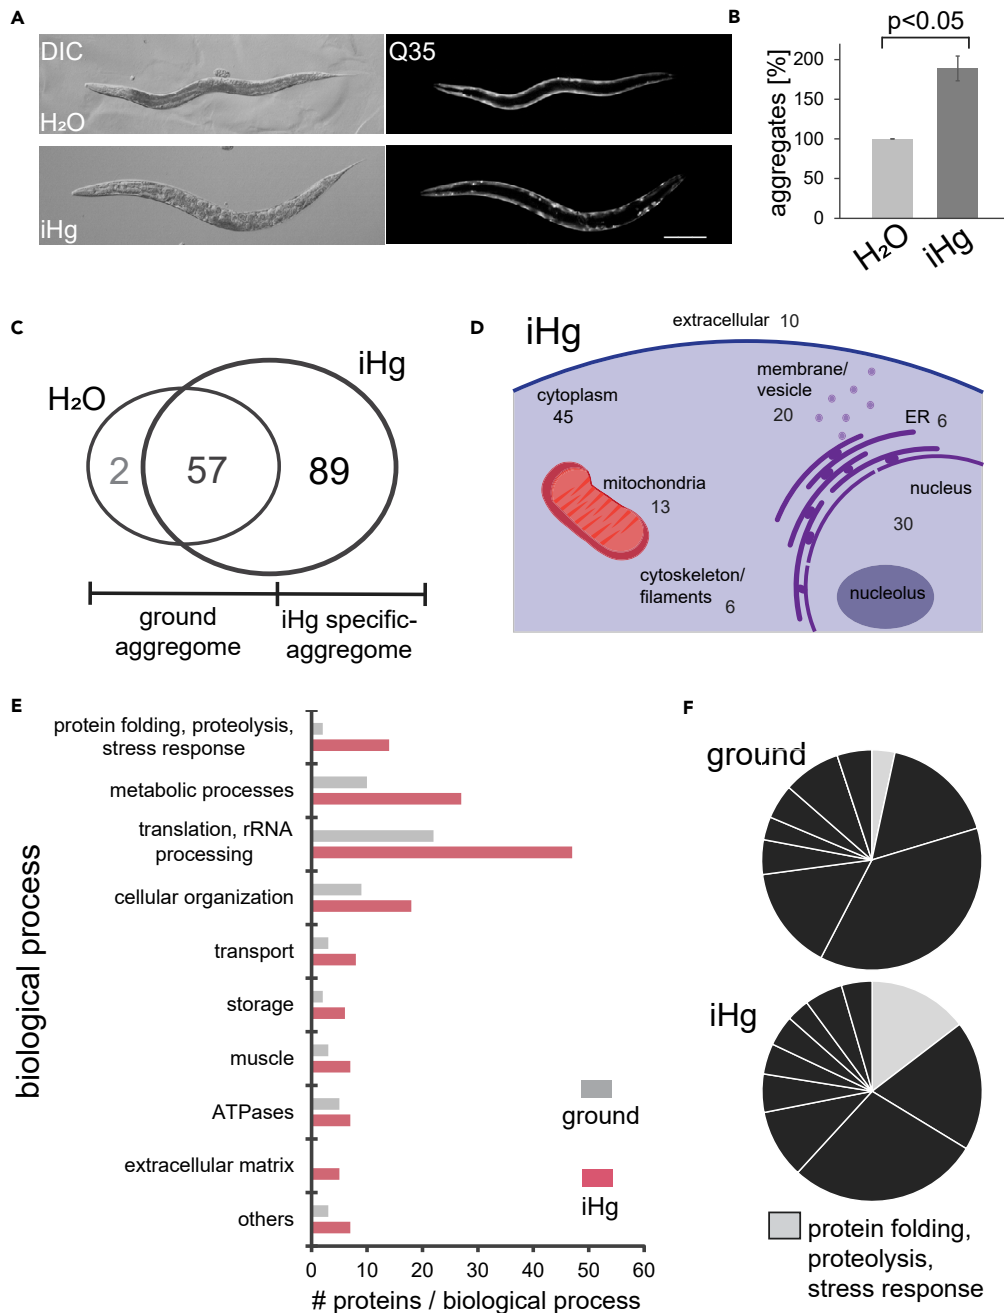 A
DIC
H₂O
Q35
iHg
B
p<0.05
aggregates [%]
200
150
100
50
0
H₂O
iHg
C
H₂O
iHg
2
57
89
ground
aggregome
iHg specific-
aggregome
D
iHg
extracellular 10
cytoplasm
45
membrane/
vesicle
20
ER 6
mitochondria
13
nucleus
30
cytoskeleton/
filaments 6
nucleolus
E
biological process
protein folding, proteolysis,
stress response
metabolic processes
translation, rRNA
processing
cellular organization
transport
storage
muscle
ATPases
extracellular matrix
others
ground
iHg
0 10 20 30 40 50 60
# proteins / biological process
F
ground
iHg
protein folding,
proteolysis,
stress response